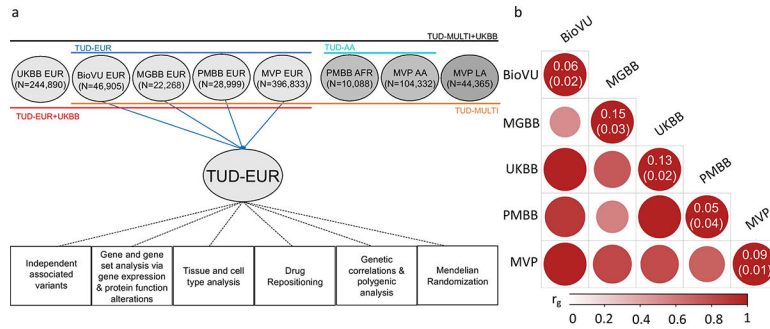 a
TUD-MULTI+UKBB
TUD-EUR
TUD-AA
UKBB EUR
(N=244,890)
BioVU EUR
(N=46,905)
MGBB EUR
(N=22,268)
PMBB EUR
(N=28,999)
MVP EUR
(N=396,833)
PMBB AFR
(N=10,088)
MVP AA
(N=104,332)
MVP LA
(N=44,365)
TUD-EUR+UKBB
TUD-MULTI
TUD-EUR
Independent
associated
variants
Gene and gene
set analysis via
gene expression
& protein function
alterations
Tissue and cell
type analysis
Drug
Repositioning
Genetic
correlations &
polygenic
analysis
Mendelian
Randomization
b
BioVU
MGBB
UKBB
PMBB
MVP
BioVU
0.06
(0.02)
MGBB
0.15
(0.03)
UKBB
0.13
(0.02)
PMBB
0.05
(0.04)
MVP
0.09
(0.01)
rg
0 0.2 0.4 0.6 0.8 1